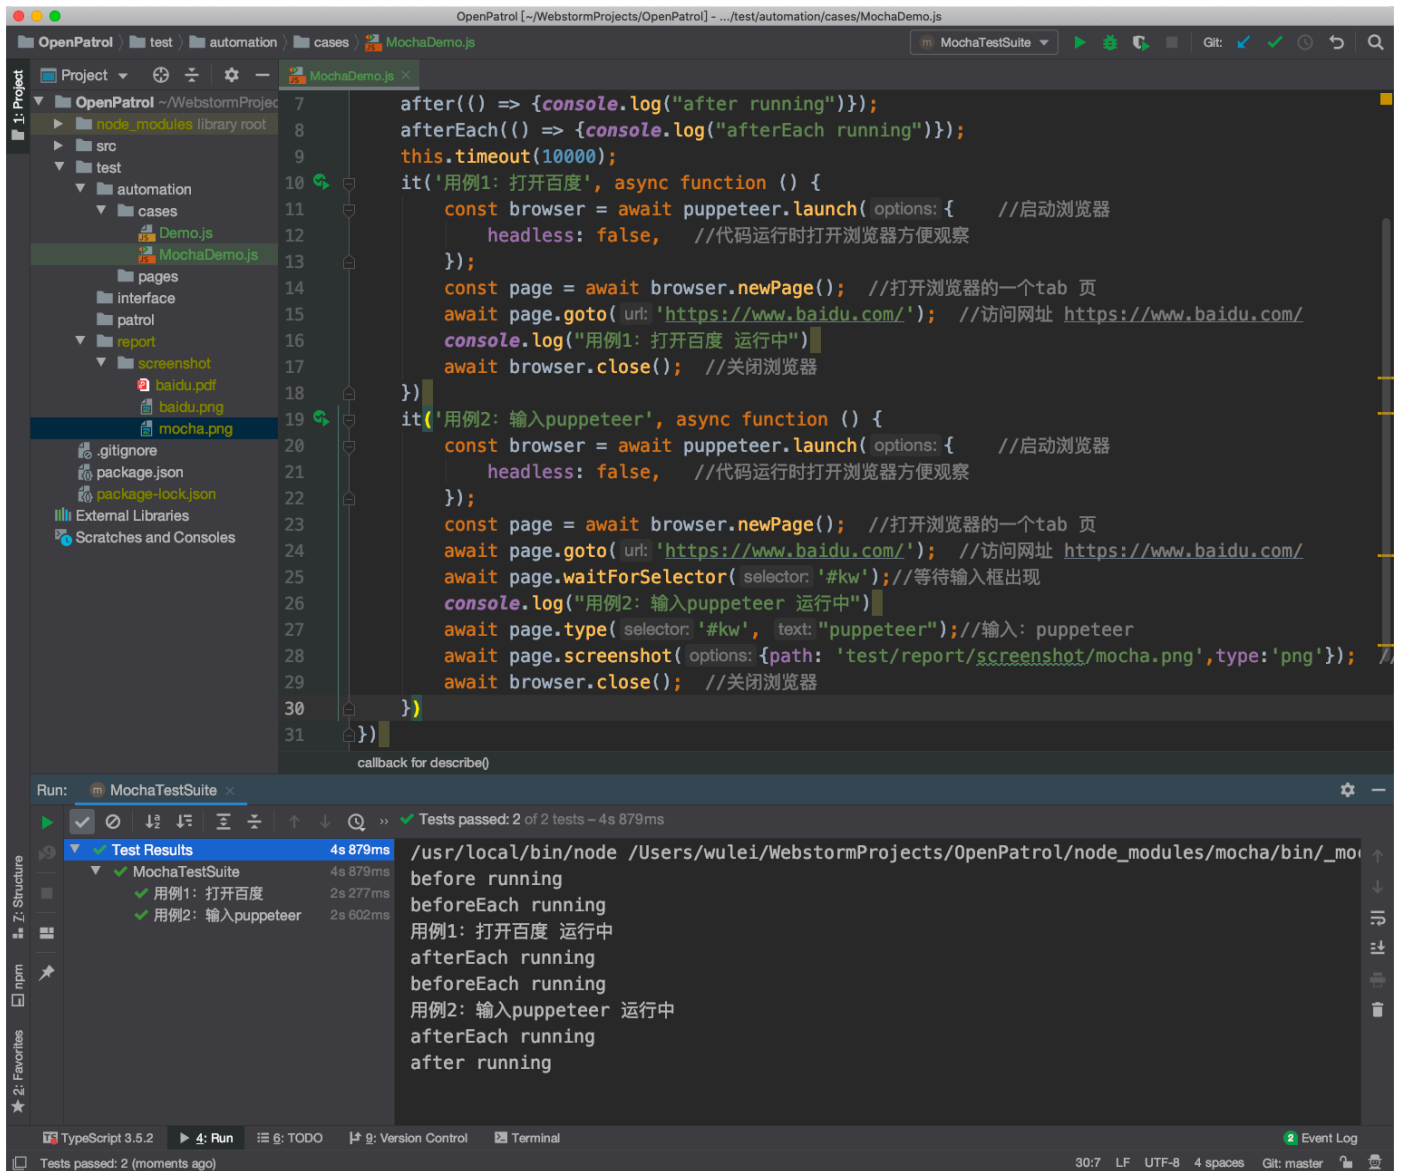 OpenPatrol [~/WebstormProjects/OpenPatrol] - .../test/automation/cases/MochaDemo.js
OpenPatrol test automation cases MochaDemo.js MochaTestSuite Git:
1: Project
Project
MochaDemo.js
OpenPatrol ~/WebstormProjec
node_modules library root
src
test
automation
cases
Demo.js
MochaDemo.js
pages
interface
patrol
report
screenshot
baidu.pdf
baidu.png
mocha.png
.gitignore
package.json
package-lock.json
External Libraries
Scratches and Consoles
7 after(() => {console.log("after running")});
8 afterEach(() => {console.log("afterEach running")});
9 this.timeout(10000);
10 it('用例1: 打开百度', async function () {
11 const browser = await puppeteer.launch( options: { //启动浏览器
12 headless: false, //代码运行时打开浏览器方便观察
13 });
14 const page = await browser.newPage(); //打开浏览器的一个tab 页
15 await page.goto( url: 'https://www.baidu.com/'); //访问网址 https://www.baidu.com/
16 console.log("用例1: 打开百度 运行中")
17 await browser.close(); //关闭浏览器
18 })
19 it('用例2: 输入puppeteer', async function () {
20 const browser = await puppeteer.launch( options: { //启动浏览器
21 headless: false, //代码运行时打开浏览器方便观察
22 });
23 const page = await browser.newPage(); //打开浏览器的一个tab 页
24 await page.goto( url: 'https://www.baidu.com/'); //访问网址 https://www.baidu.com/
25 await page.waitForSelector( selector: '#kw');//等待输入框出现
26 console.log("用例2: 输入puppeteer 运行中")
27 await page.type( selector: '#kw', text: "puppeteer");//输入: puppeteer
28 await page.screenshot( options: {path: 'test/report/screenshot/mocha.png',type:'png'}); //
29 await browser.close(); //关闭浏览器
30 })
31 })
callback for describe()
Run: MochaTestSuite
Tests passed: 2 of 2 tests – 4s 879ms
Test Results 4s 879ms
MochaTestSuite 4s 879ms
用例1: 打开百度 2s 277ms
用例2: 输入puppeteer 2s 602ms
/usr/local/bin/node /Users/wulei/WebstormProjects/OpenPatrol/node_modules/mocha/bin/_mo
before running
beforeEach running
用例1: 打开百度 运行中
afterEach running
beforeEach running
用例2: 输入puppeteer 运行中
afterEach running
after running
7: Structure
npm
2: Favorites
TypeScript 3.5.2 4: Run 6: TODO 9: Version Control Terminal 2 Event Log
Tests passed: 2 (moments ago) 30:7 LF UTF-8 4 spaces Git: master